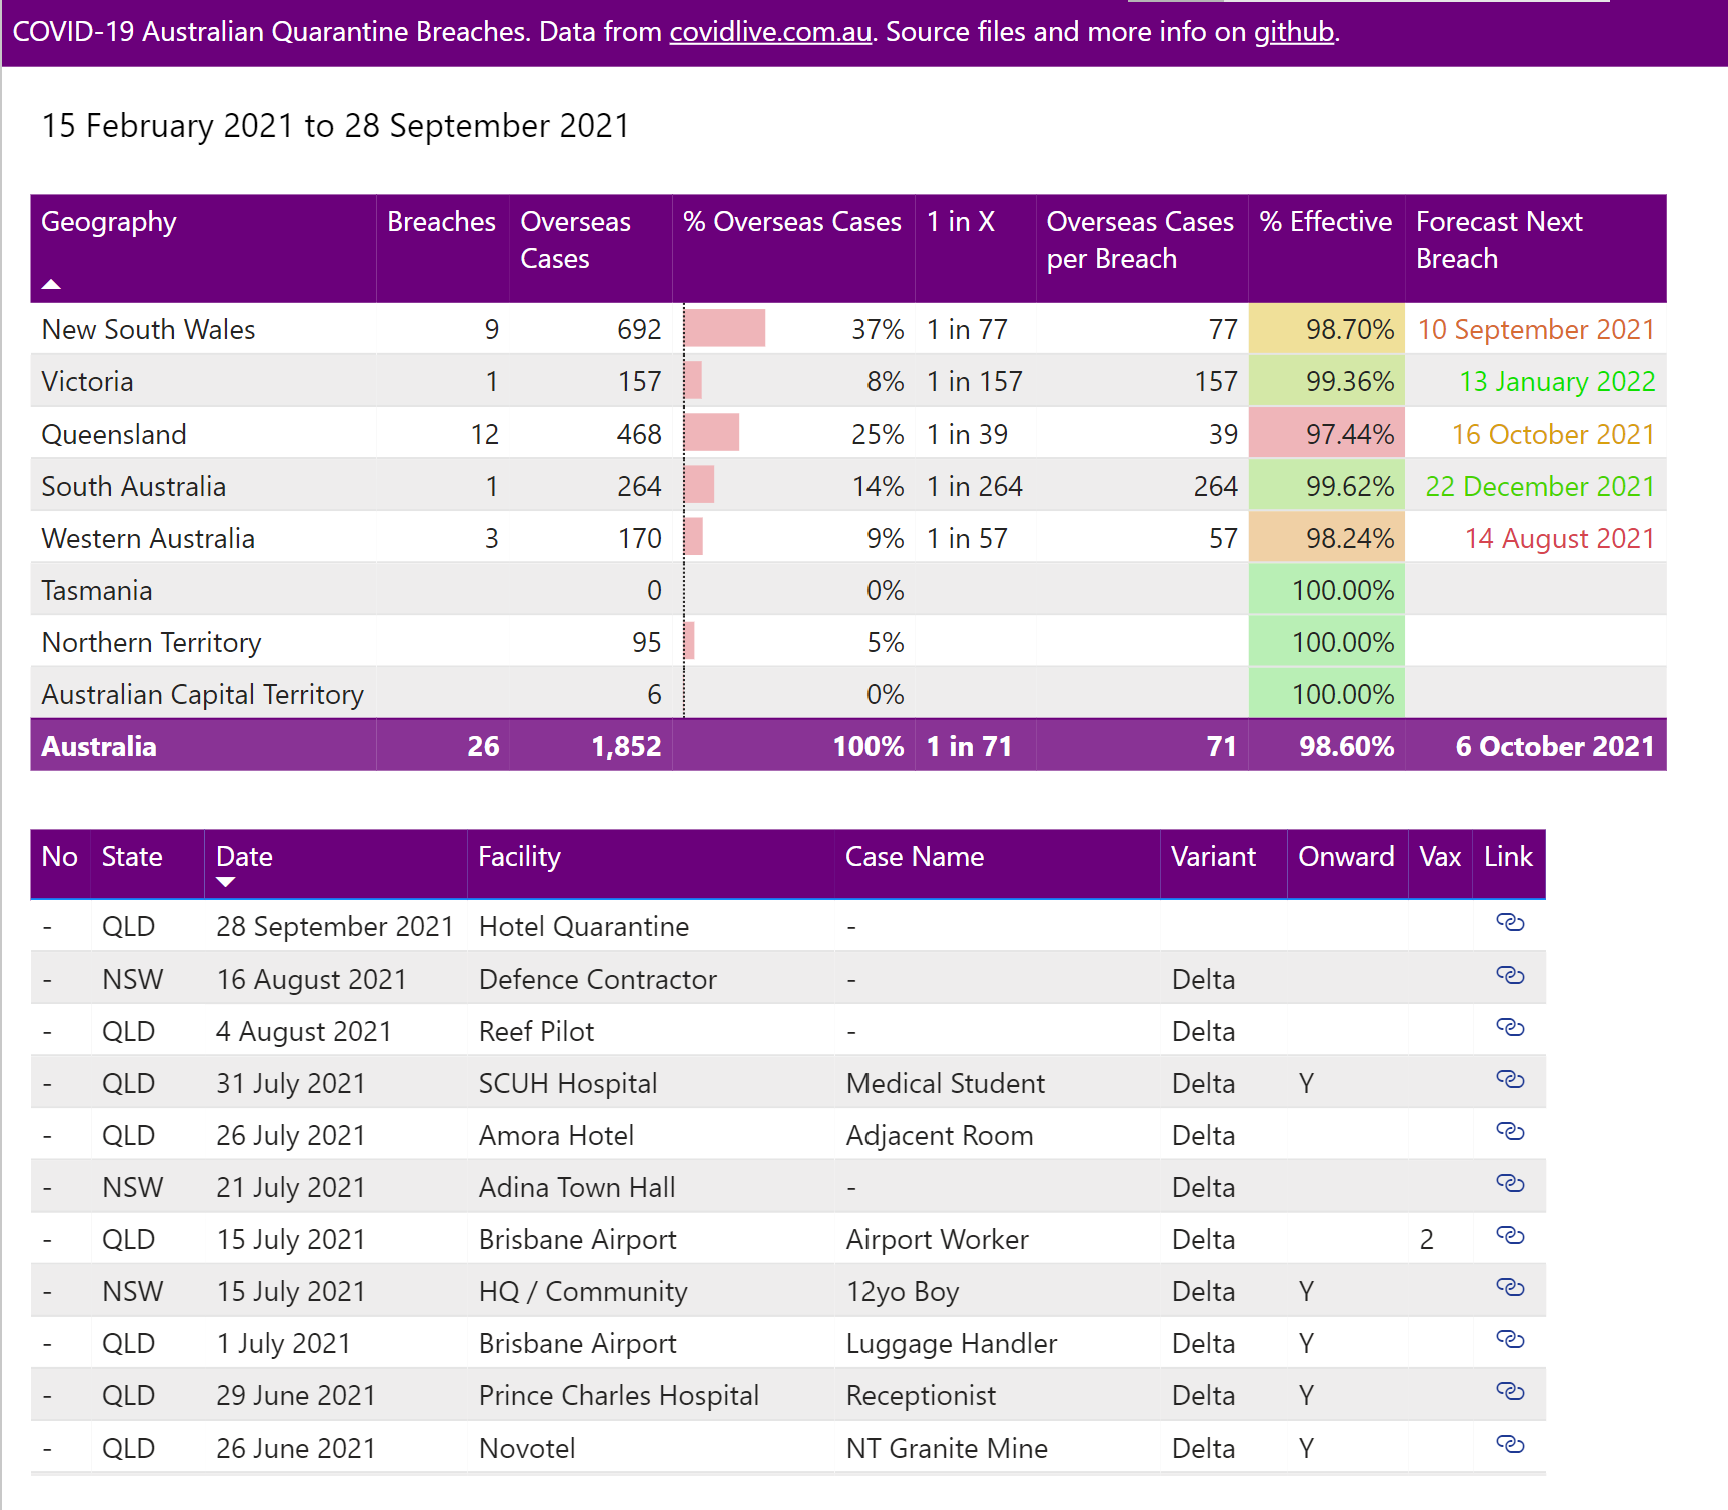 COVID-19 Australian Quarantine Breaches. Data from covidlive.com.au. Source files and more info on github.
15 February 2021 to 28 September 2021
Geography Breaches Overseas Cases % Overseas Cases 1 in X Overseas Cases per Breach % Effective Forecast Next Breach
New South Wales 9 692 37% 1 in 77 77 98.70% 10 September 2021
Victoria 1 157 8% 1 in 157 157 99.36% 13 January 2022
Queensland 12 468 25% 1 in 39 39 97.44% 16 October 2021
South Australia 1 264 14% 1 in 264 264 99.62% 22 December 2021
Western Australia 3 170 9% 1 in 57 57 98.24% 14 August 2021
Tasmania 0 0% 100.00%
Northern Territory 95 5% 100.00%
Australian Capital Territory 6 0% 100.00%
Australia 26 1,852 100% 1 in 71 71 98.60% 6 October 2021
No State Date Facility Case Name Variant Onward Vax Link
- QLD 28 September 2021 Hotel Quarantine -
- NSW 16 August 2021 Defence Contractor - Delta
- QLD 4 August 2021 Reef Pilot - Delta
- QLD 31 July 2021 SCUH Hospital Medical Student Delta Y
- QLD 26 July 2021 Amora Hotel Adjacent Room Delta
- NSW 21 July 2021 Adina Town Hall - Delta
- QLD 15 July 2021 Brisbane Airport Airport Worker Delta 2
- NSW 15 July 2021 HQ / Community 12yo Boy Delta Y
- QLD 1 July 2021 Brisbane Airport Luggage Handler Delta Y
- QLD 29 June 2021 Prince Charles Hospital Receptionist Delta Y
- QLD 26 June 2021 Novotel NT Granite Mine Delta Y